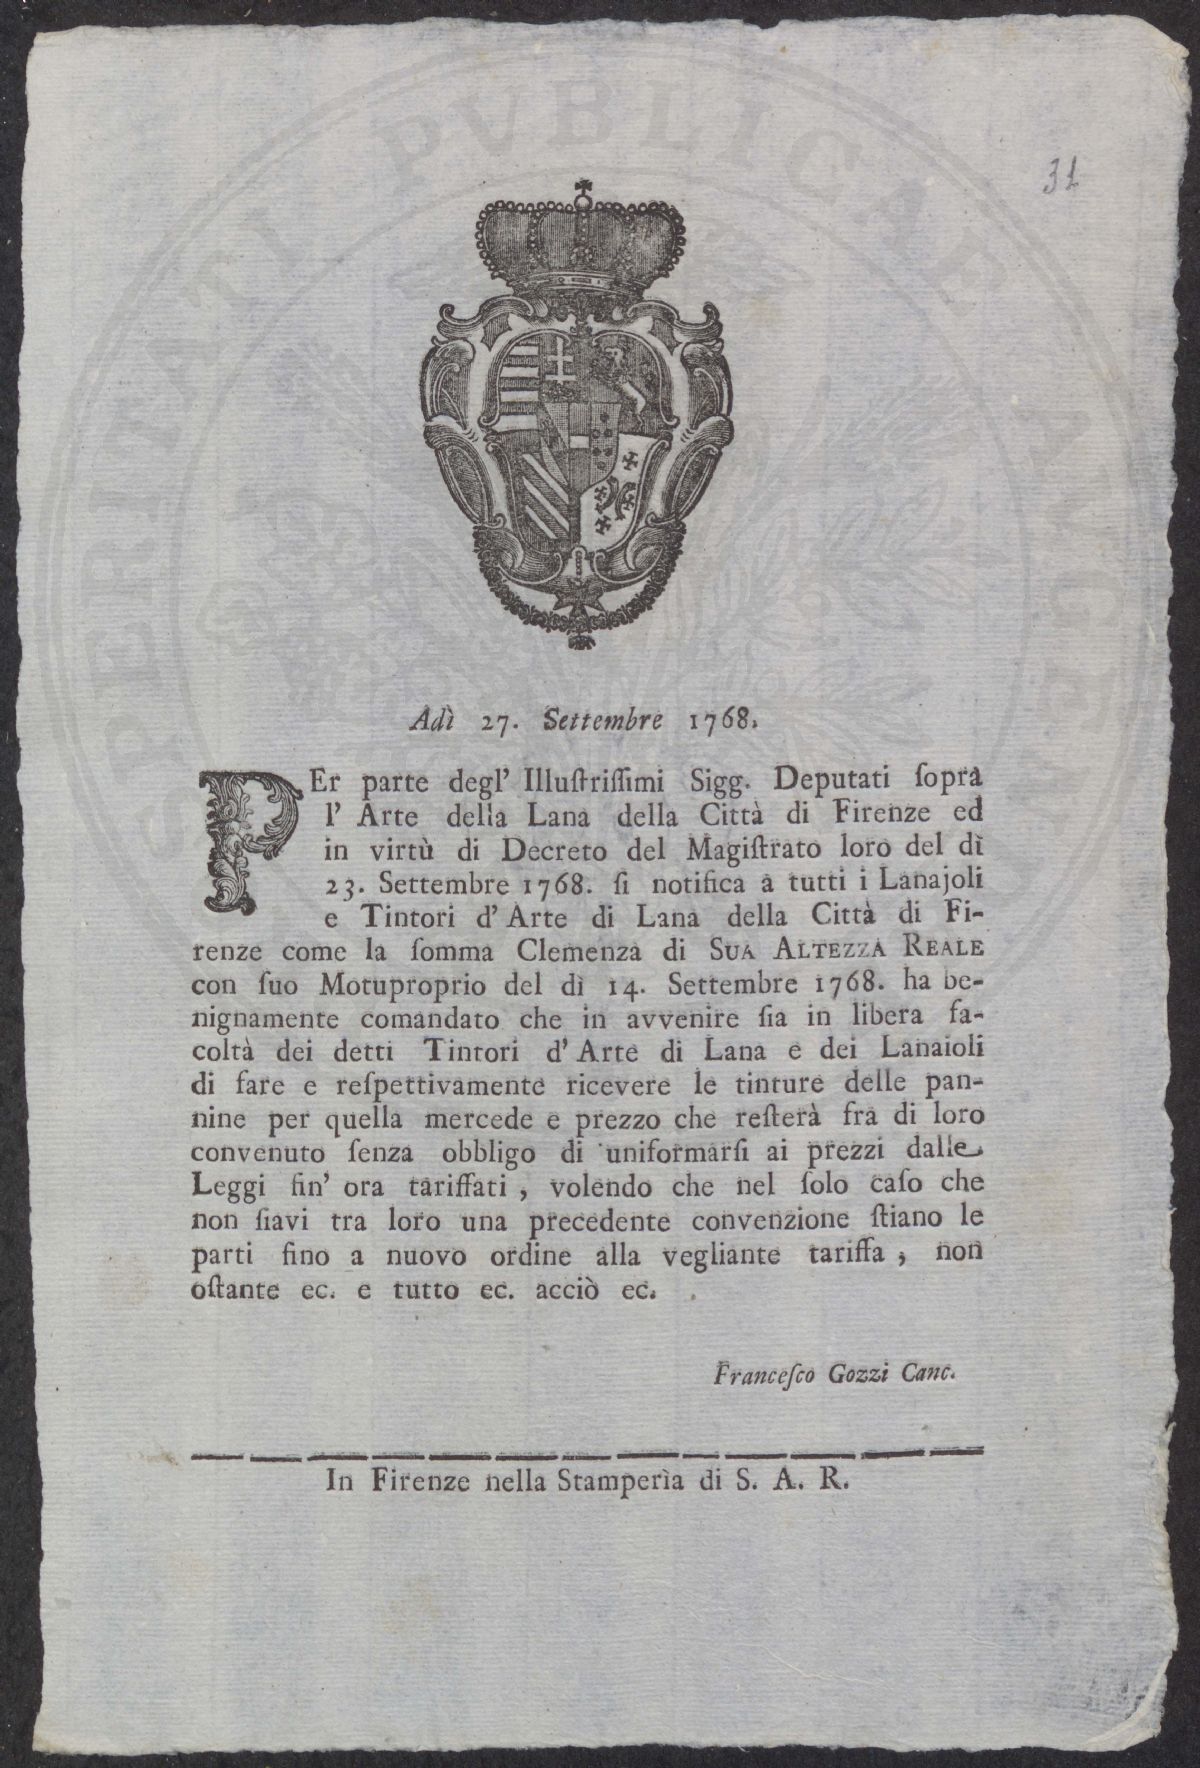 31
Adì 27. Settembre 1768.
PEr parte degl' Illuſtriſſimi Sigg. Deputati ſopra
l' Arte della Lana della Città di Firenze ed
in virtù di Decreto del Magiſtrato loro del dì
23. Settembre 1768. ſi notifica a tutti i Lanajoli
e Tintori d' Arte di Lana della Città di Fi-
renze come la ſomma Clemenza di SUA ALTEZZA REALE
con ſuo Motuproprio del dì 14. Settembre 1768. ha be-
nignamente comandato che in avvenire ſia in libera fa-
coltà dei detti Tintori d' Arte di Lana e dei Lanaioli
di fare e reſpettivamente ricevere le tinture delle pan-
nine per quella mercede e prezzo che reſterà fra di loro
convenuto ſenza obbligo di uniformarſi ai prezzi dalle
Leggi ſin' ora tariffati, volendo che nel ſolo caſo che
non ſiavi tra loro una precedente convenzione ſtiano le
parti fino a nuovo ordine alla vegliante tariffa, non
oſtante ec. e tutto ec. acciò ec.
Franceſco Gozzi Canc.
In Firenze nella Stamperìa di S. A. R.